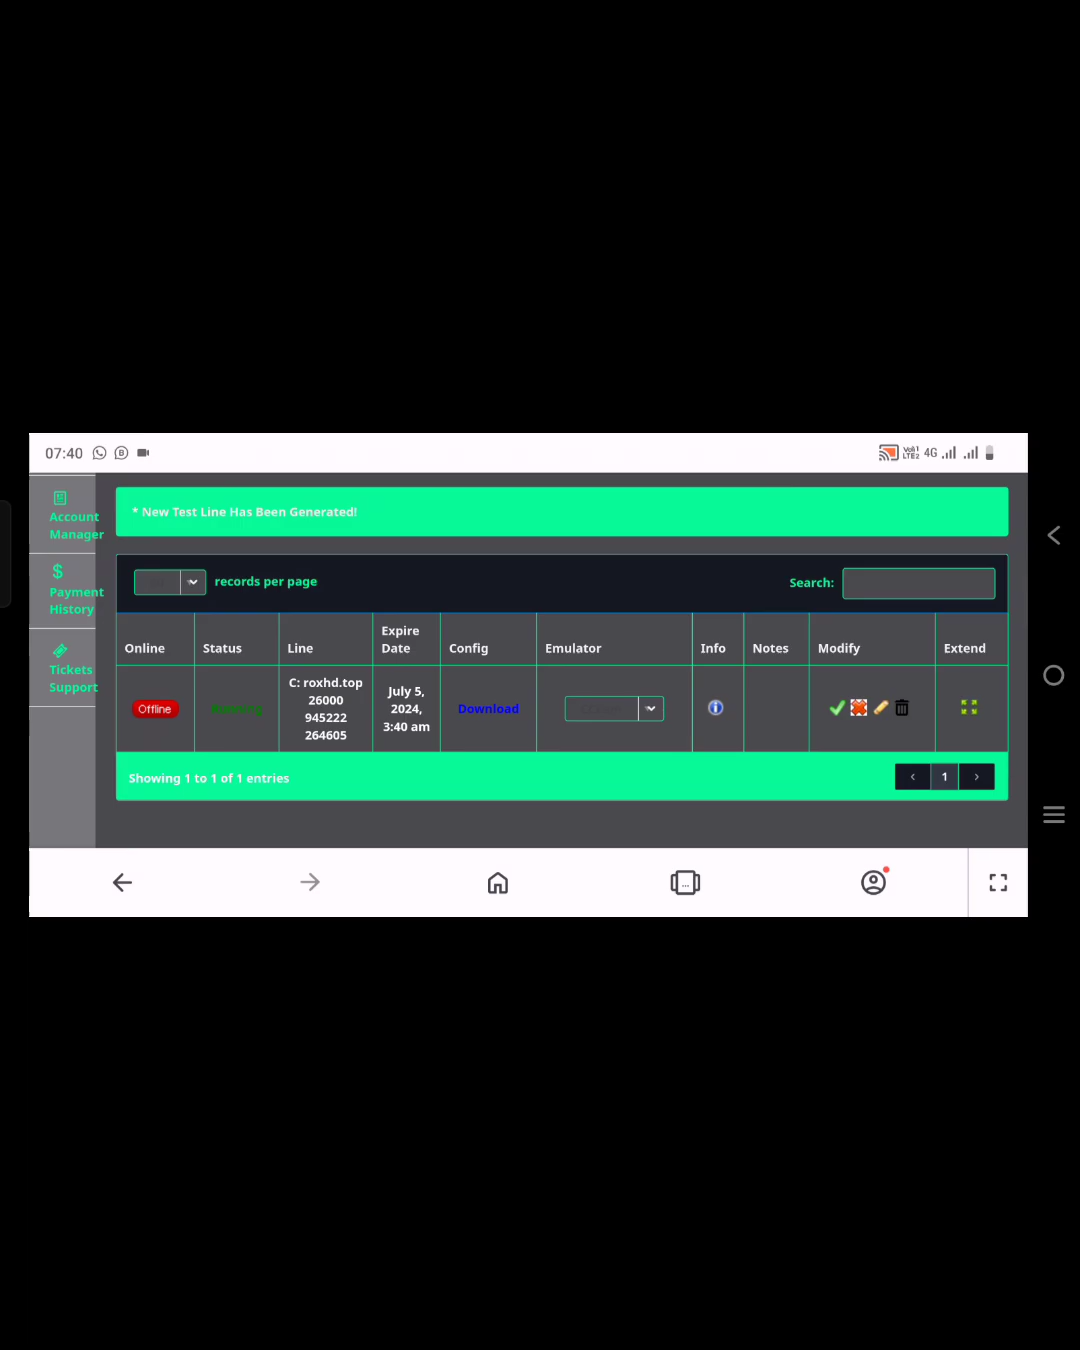 07:40
4G
Account
Manager
* New Test Line Has Been Generated!
Payment
History
Tickets
Support
records per page
Search:
Online
Status
Line
Expire
Date
Config
Emulator
Info
Notes
Modify
Extend
Offline
Running
C: roxhd.top
26000
945222
264605
July 5,
2024,
3:40 am
Download
Showing 1 to 1 of 1 entries
1